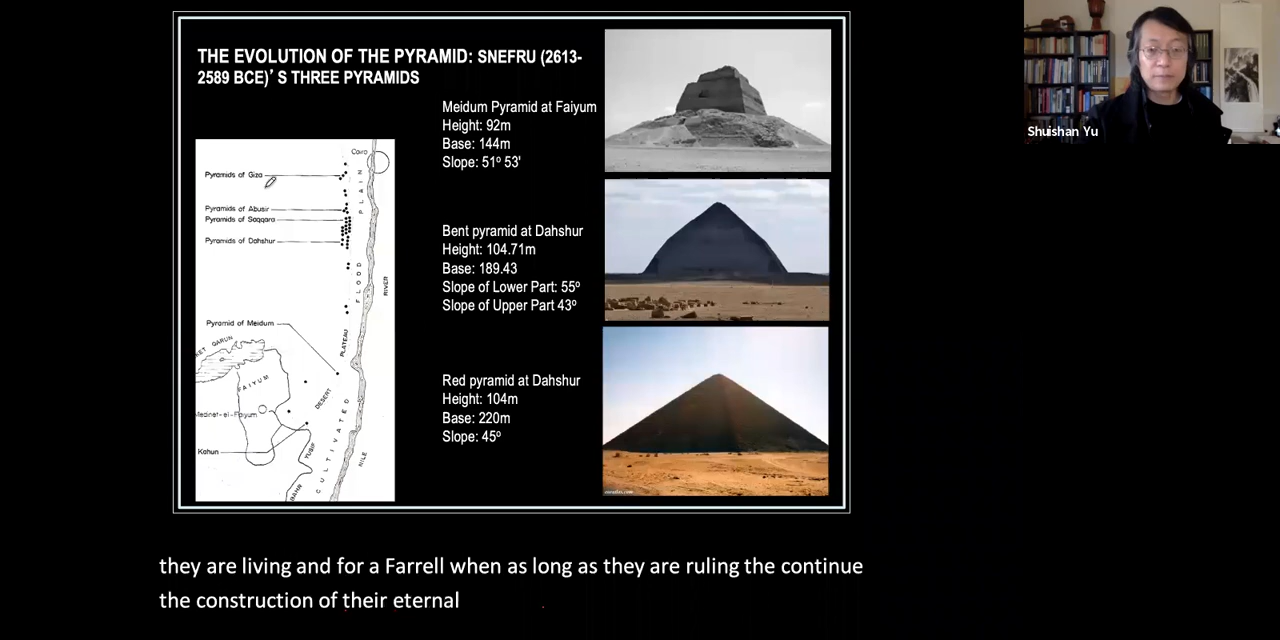 THE EVOLUTION OF THE PYRAMID: SNEFRU (2613-
2589 BCE)’ S THREE PYRAMIDS
Meidum Pyramid at Faiyum
Height: 92m
Base: 144m
Slope: 51º 53'
Bent pyramid at Dahshur
Height: 104.71m
Base: 189.43
Slope of Lower Part: 55º
Slope of Upper Part 43º
Red pyramid at Dahshur
Height: 104m
Base: 220m
Slope: 45º
Cairo
Pyramids of Giza
PLAIN
Pyramids of Abusir
Pyramids of Saqqara
Pyramids of Dahshur
FLOOD
RIVER
Pyramid of Meidum
PLATEAU
QARUN
FAIYUM
DESERT
Medinet-el-Faiyum
CULTIVATED
Kahun
YUSIF
NILE
BAHR
Shuishan Yu
they are living and for a Farrell when as long as they are ruling the continue
the construction of their eternal